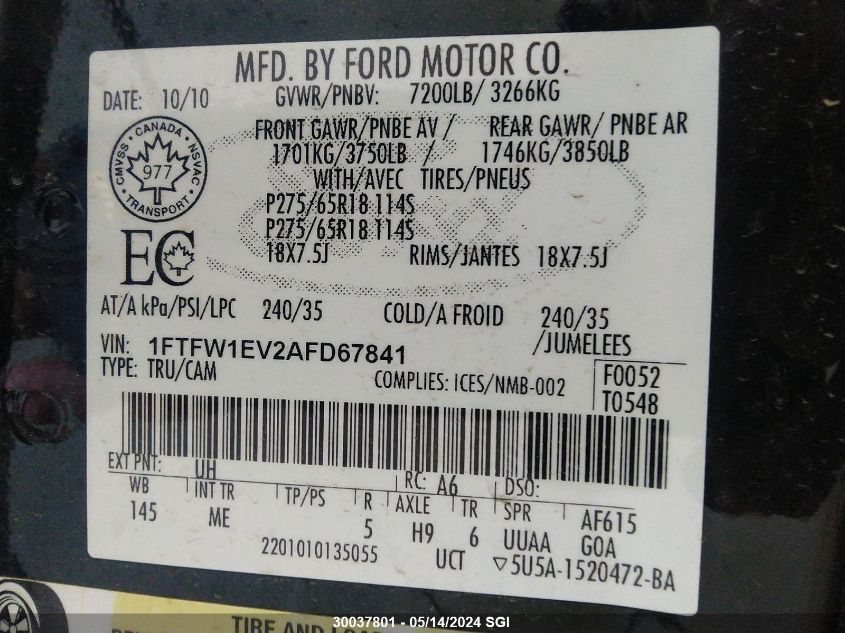 MFD. BY FORD MOTOR CO.
DATE: 10/10 GVWR/PNBV: 7200LB/ 3266KG
FRONT GAWR/PNBE AV / REAR GAWR/ PNBE AR
1701KG/3750LB / 1746KG/3850LB
WITH/AVEC TIRES/PNEUS
P275/65R18 114S
P275/65R18 114S
18X7.5J RIMS/JANTES 18X7.5J
CANADA
CMVSS 977 NSVAC
TRANSPORT
EC
AT/A kPa/PSI/LPC 240/35 COLD/A FROID 240/35
VIN: 1FTFW1EV2AFD67841 /JUMELEES
TYPE: TRU/CAM COMPLIES: ICES/NMB-002 F0052
T0548
EXT PNT: UH RC: A6 DSO:
WB INT TR TP/PS R AXLE TR SPR AF615
145 ME 5 H9 6 UUAA GOA
2201010135055 UCT ▽5U5A-1520472-BA
30037801 - 05/14/2024 SGI